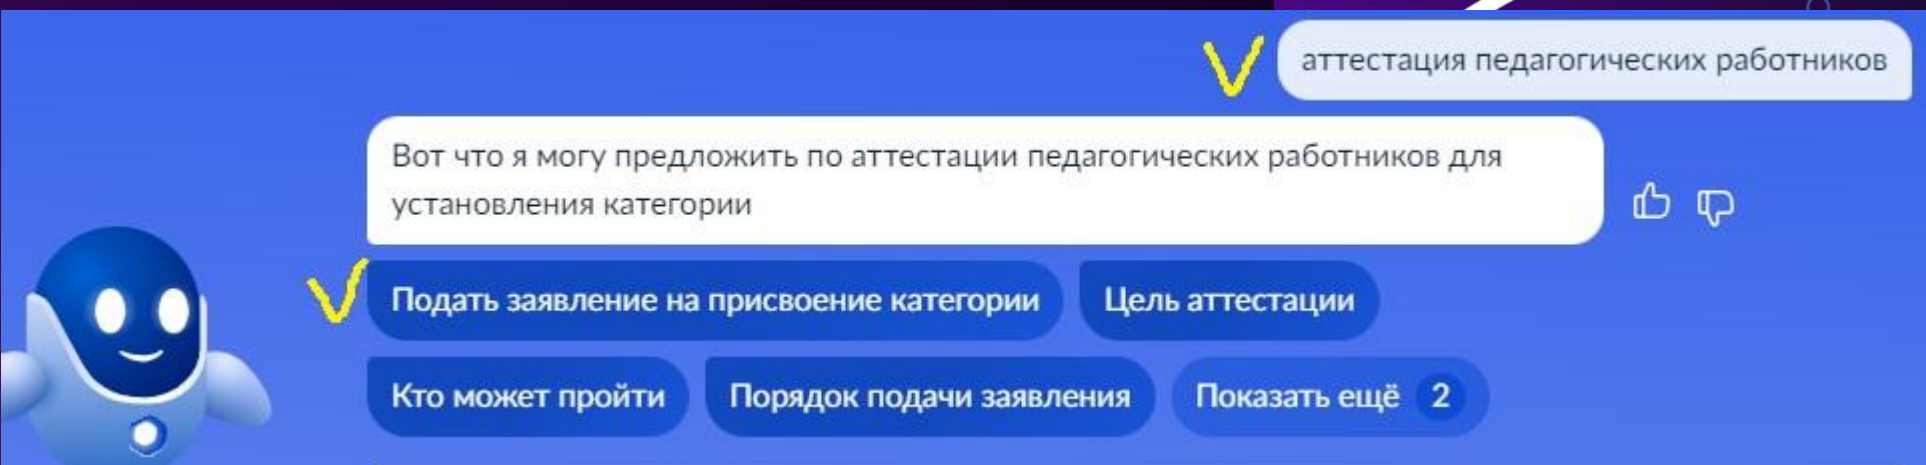 аттестация педагогических работников
Вот что я могу предложить по аттестации педагогических работников для
установления категории
Подать заявление на присвоение категории
Цель аттестации
Кто может пройти
Порядок подачи заявления
Показать ещё 2